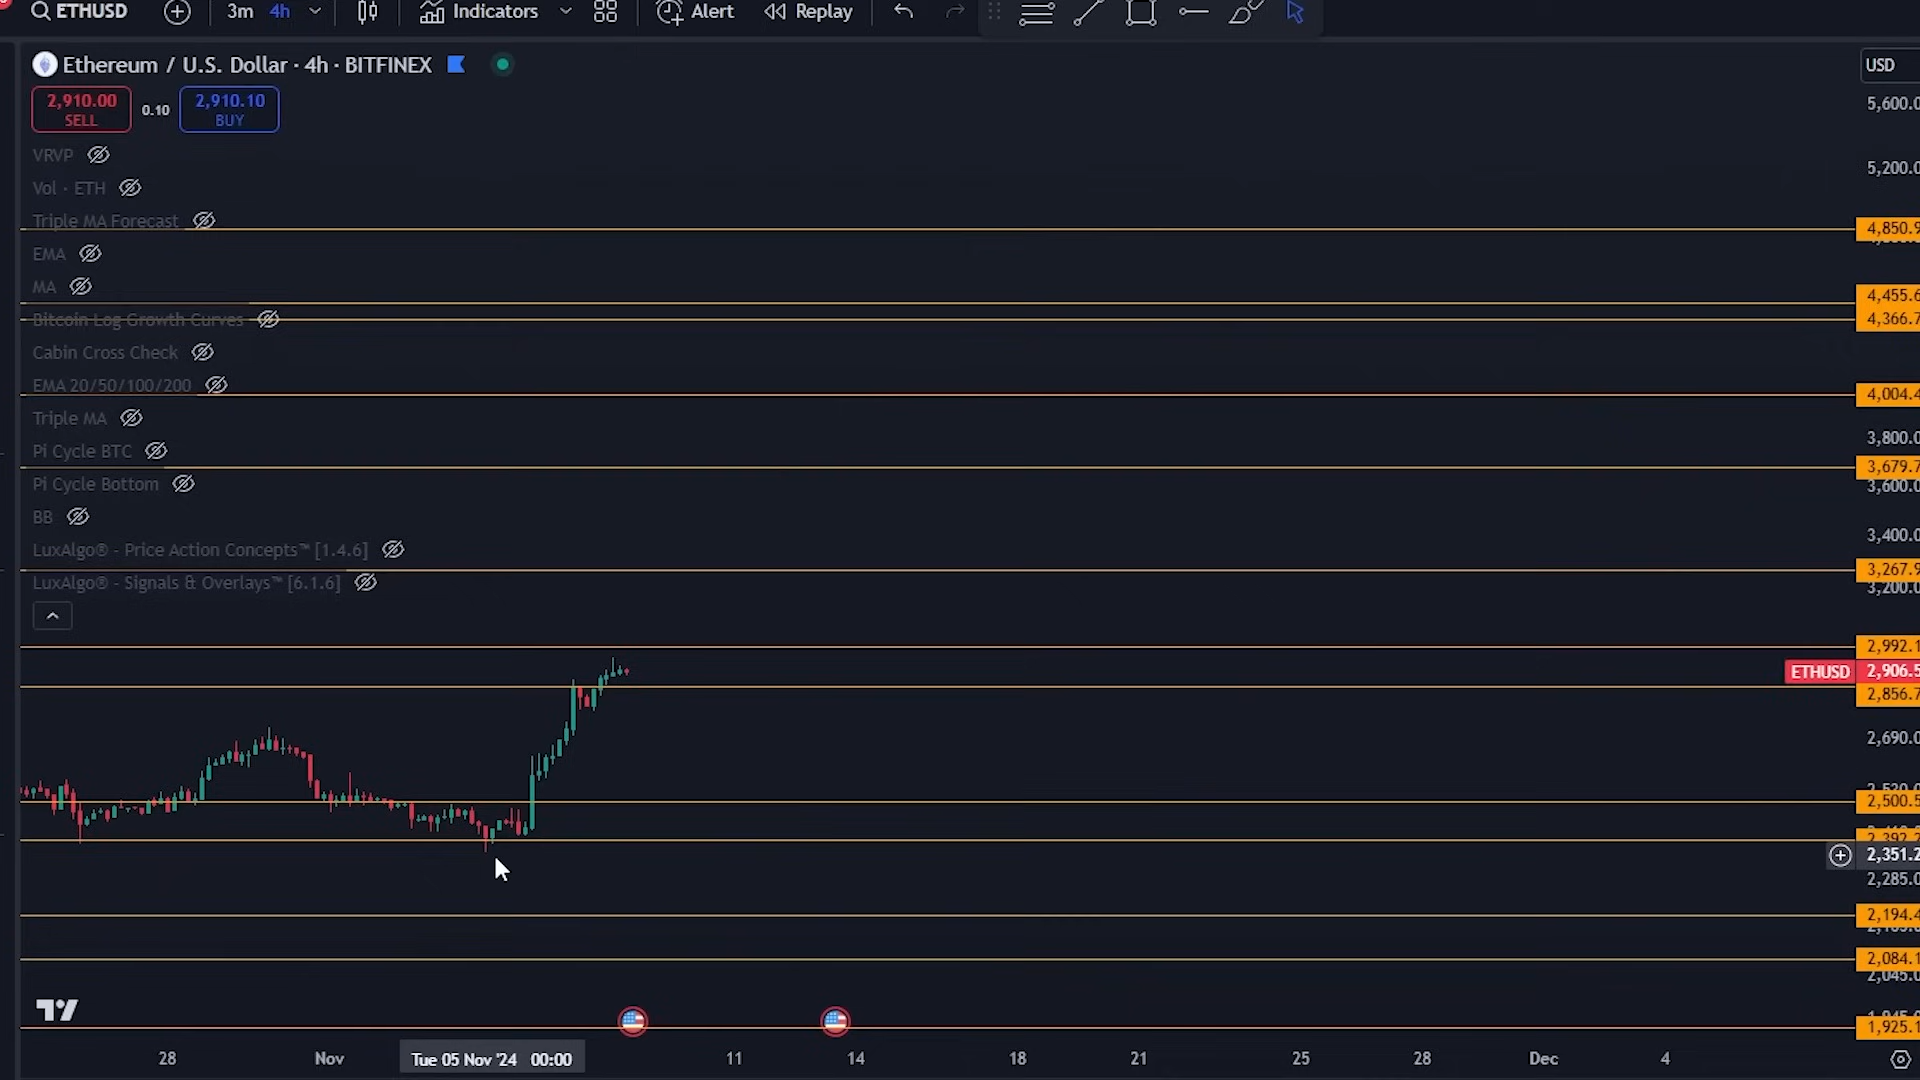 ETHUSD 3m 4h Indicators Alert Replay
Ethereum / U.S. Dollar · 4h · BITFINEX
USD
2,910.00 SELL 0.10 2,910.10 BUY
5,600.0
VRVP
5,200.0
Vol · ETH
Triple MA Forecast
4,850.9
EMA
MA
4,455.6
Bitcoin Log Growth Curves
4,366.7
Cabin Cross Check
EMA 20/50/100/200
4,004.4
Triple MA
3,800.0
Pi Cycle BTC
3,679.7
Pi Cycle Bottom
3,600.0
BB
3,400.0
LuxAlgo® - Price Action Concepts™ [1.4.6]
3,267.9
LuxAlgo® - Signals & Overlays™ [6.1.6]
3,200.0
2,992.1
ETHUSD 2,906.5
2,856.7
2,690.0
2,500.5
2,392.2
2,351.2
2,285.0
2,194.4
2,084.1
2,045.0
1,925.1
28 Nov Tue 05 Nov '24 00:00 11 14 18 21 25 28 Dec 4